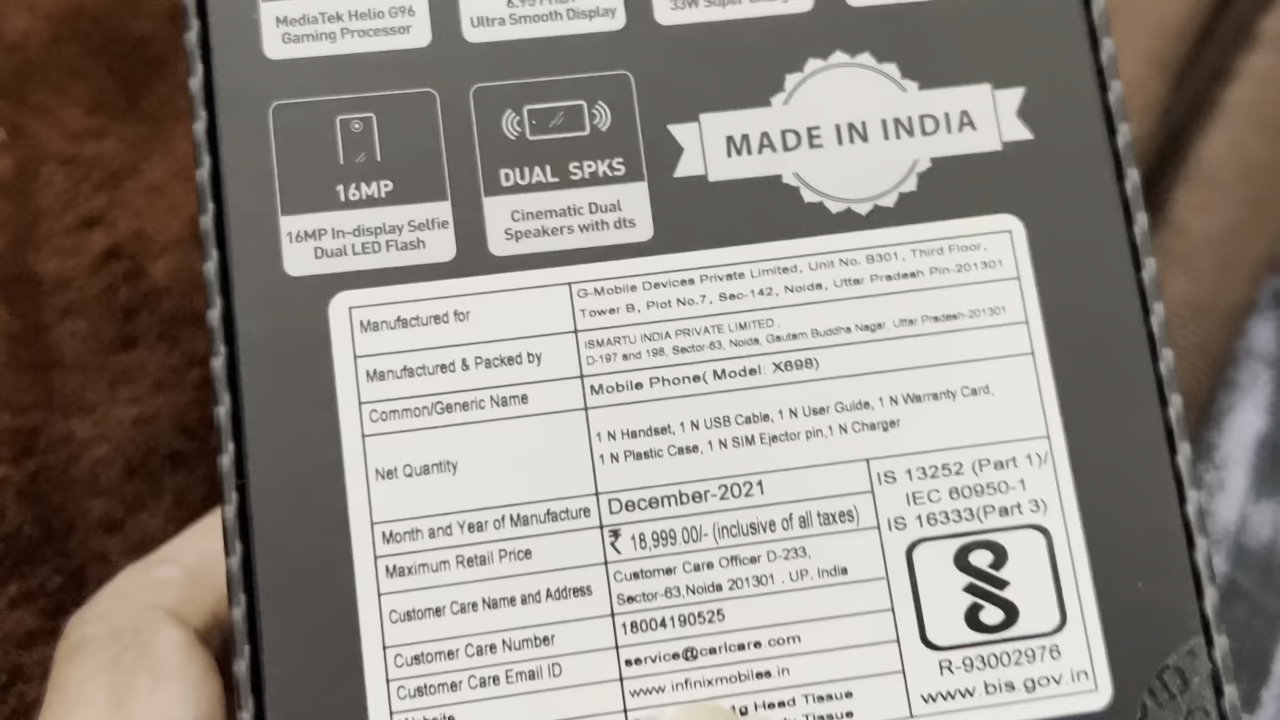 MediaTek Helio G96
Gaming Processor
Ultra Smooth Display
33W Super
16MP
16MP In-display Selfie
Dual LED Flash
DUAL SPKS
Cinematic Dual
Speakers with dts
MADE IN INDIA
Manufactured for
G-Mobile Devices Private Limited, Unit No. B301, Third Floor,
Tower B, Plot No.7, Sec-142, Noida, Uttar Pradesh Pin-201301
Manufactured & Packed by
ISMARTU INDIA PRIVATE LIMITED ,
D-197 and 198, Sector-63, Noida, Gautam Buddha Nagar, Uttar Pradesh-201301
Common/Generic Name
Mobile Phone( Model: X698)
Net Quantity
1 N Handset, 1 N USB Cable, 1 N User Guide, 1 N Warranty Card,
1 N Plastic Case, 1 N SIM Ejector pin,1 N Charger
Month and Year of Manufacture
December-2021
Maximum Retail Price
₹ 18,999.00/- (inclusive of all taxes)
Customer Care Name and Address
Customer Care Officer D-233,
Sector-63,Noida 201301 . UP. India
Customer Care Number
18004190525
Customer Care Email ID
service@carlcare.com
Website
www.infinixmobiles.in
1g Head Tissue
Tissue
IS 13252 (Part 1)/
IEC 60950-1
IS 16333(Part 3)
R-93002976
www.bis.gov.in